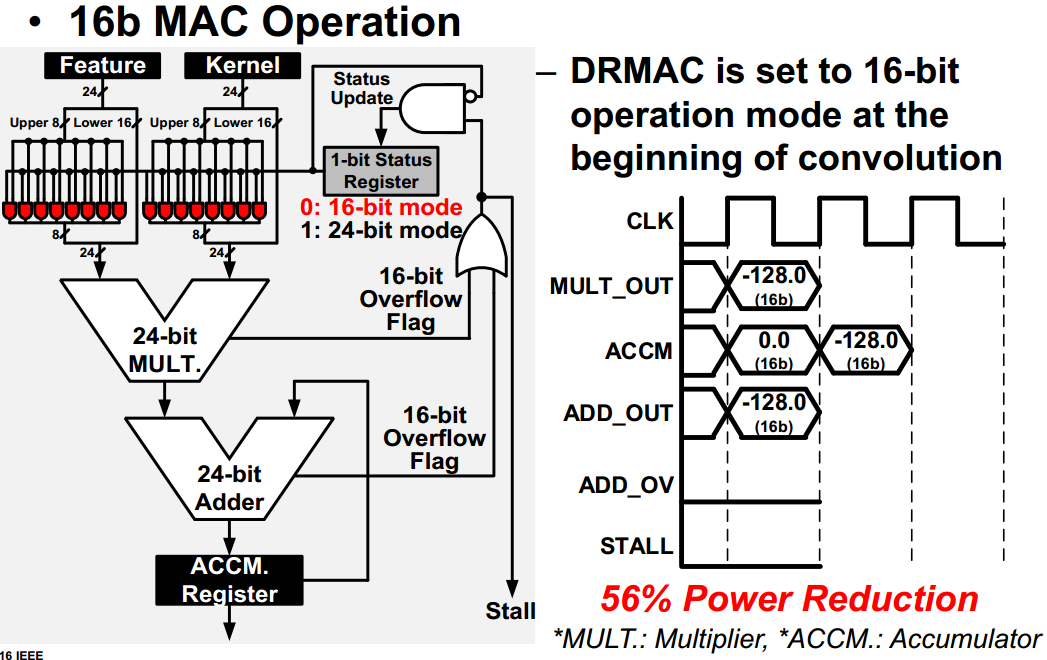 • 16b MAC Operation
Feature
Kernel
24
24
Upper 8
Lower 16
Upper 8
Lower 16
8
8
24
24
Status
Update
1-bit Status
Register
0: 16-bit mode
1: 24-bit mode
16-bit
Overflow
Flag
24-bit
MULT.
16-bit
Overflow
Flag
24-bit
Adder
ACCM.
Register
Stall
– DRMAC is set to 16-bit
operation mode at the
beginning of convolution
CLK
MULT_OUT
-128.0
(16b)
ACCM
0.0
(16b)
-128.0
(16b)
ADD_OUT
-128.0
(16b)
ADD_OV
STALL
56% Power Reduction
*MULT.: Multiplier, *ACCM.: Accumulator
16 IEEE